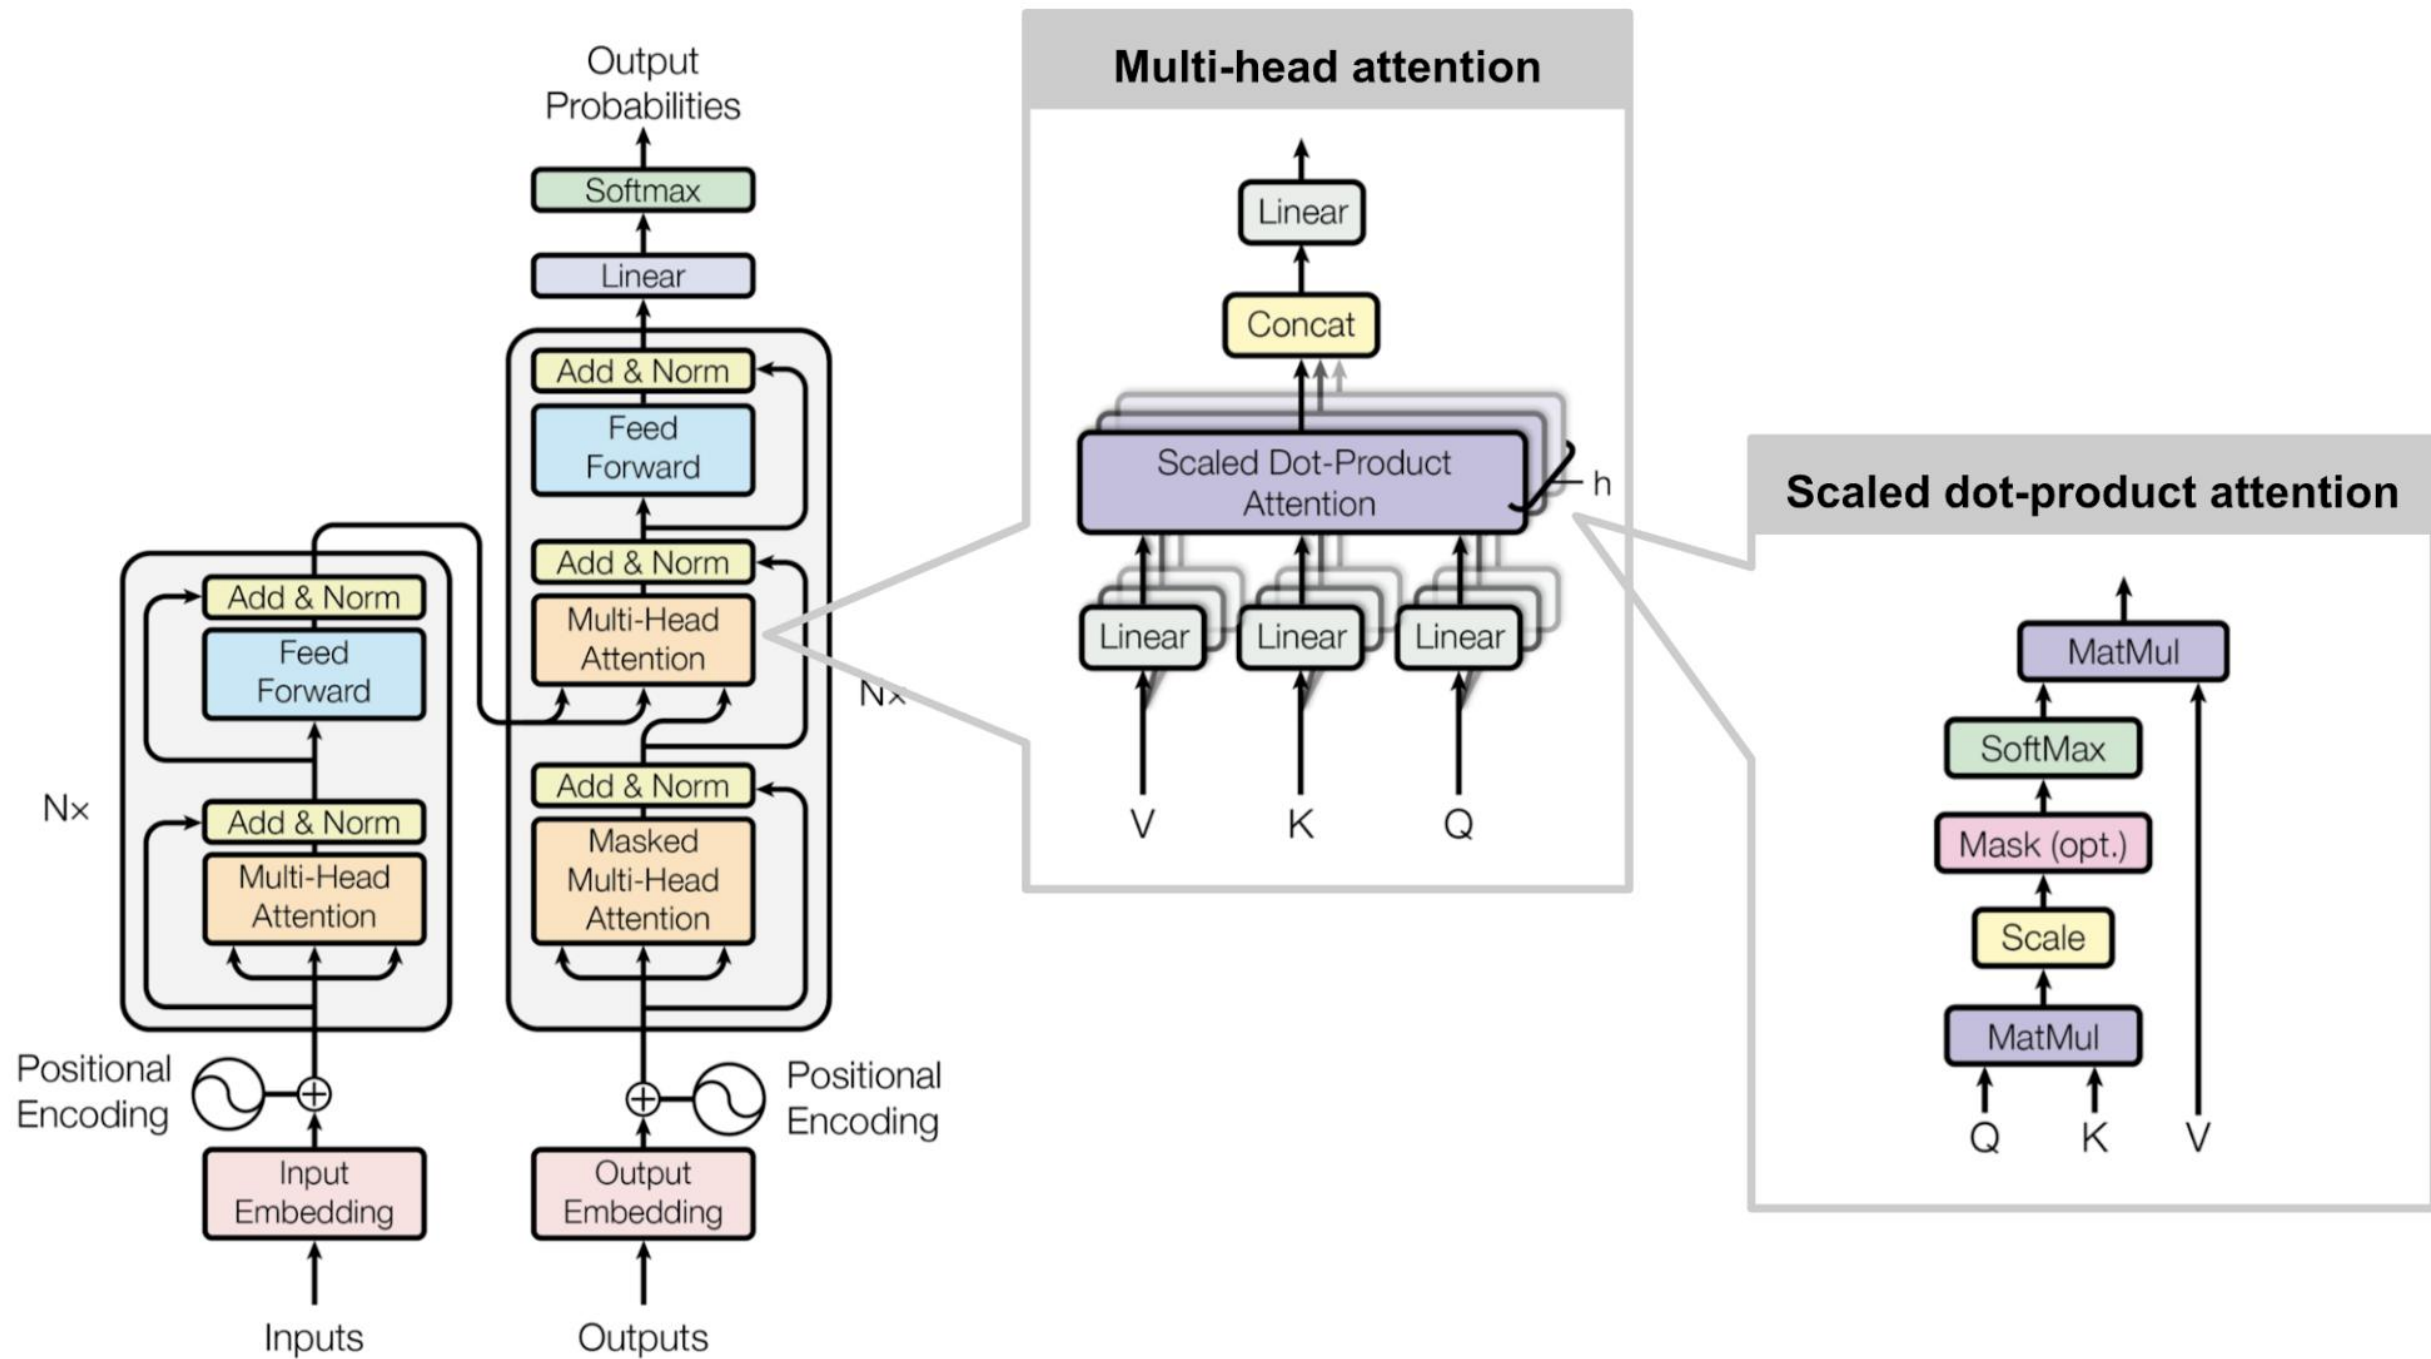 Output
Probabilities
Softmax
Linear
Add & Norm
Feed
Forward
Add & Norm
Multi-Head
Attention
Nx
Add & Norm
Masked
Multi-Head
Attention
Positional
Encoding
Output
Embedding
Outputs
Add & Norm
Feed
Forward
Nx
Add & Norm
Multi-Head
Attention
Positional
Encoding
Input
Embedding
Inputs
Multi-head attention
Linear
Concat
Scaled Dot-Product
Attention
h
Linear Linear Linear
V K Q
Scaled dot-product attention
MatMul
SoftMax
Mask (opt.)
Scale
MatMul
Q K V